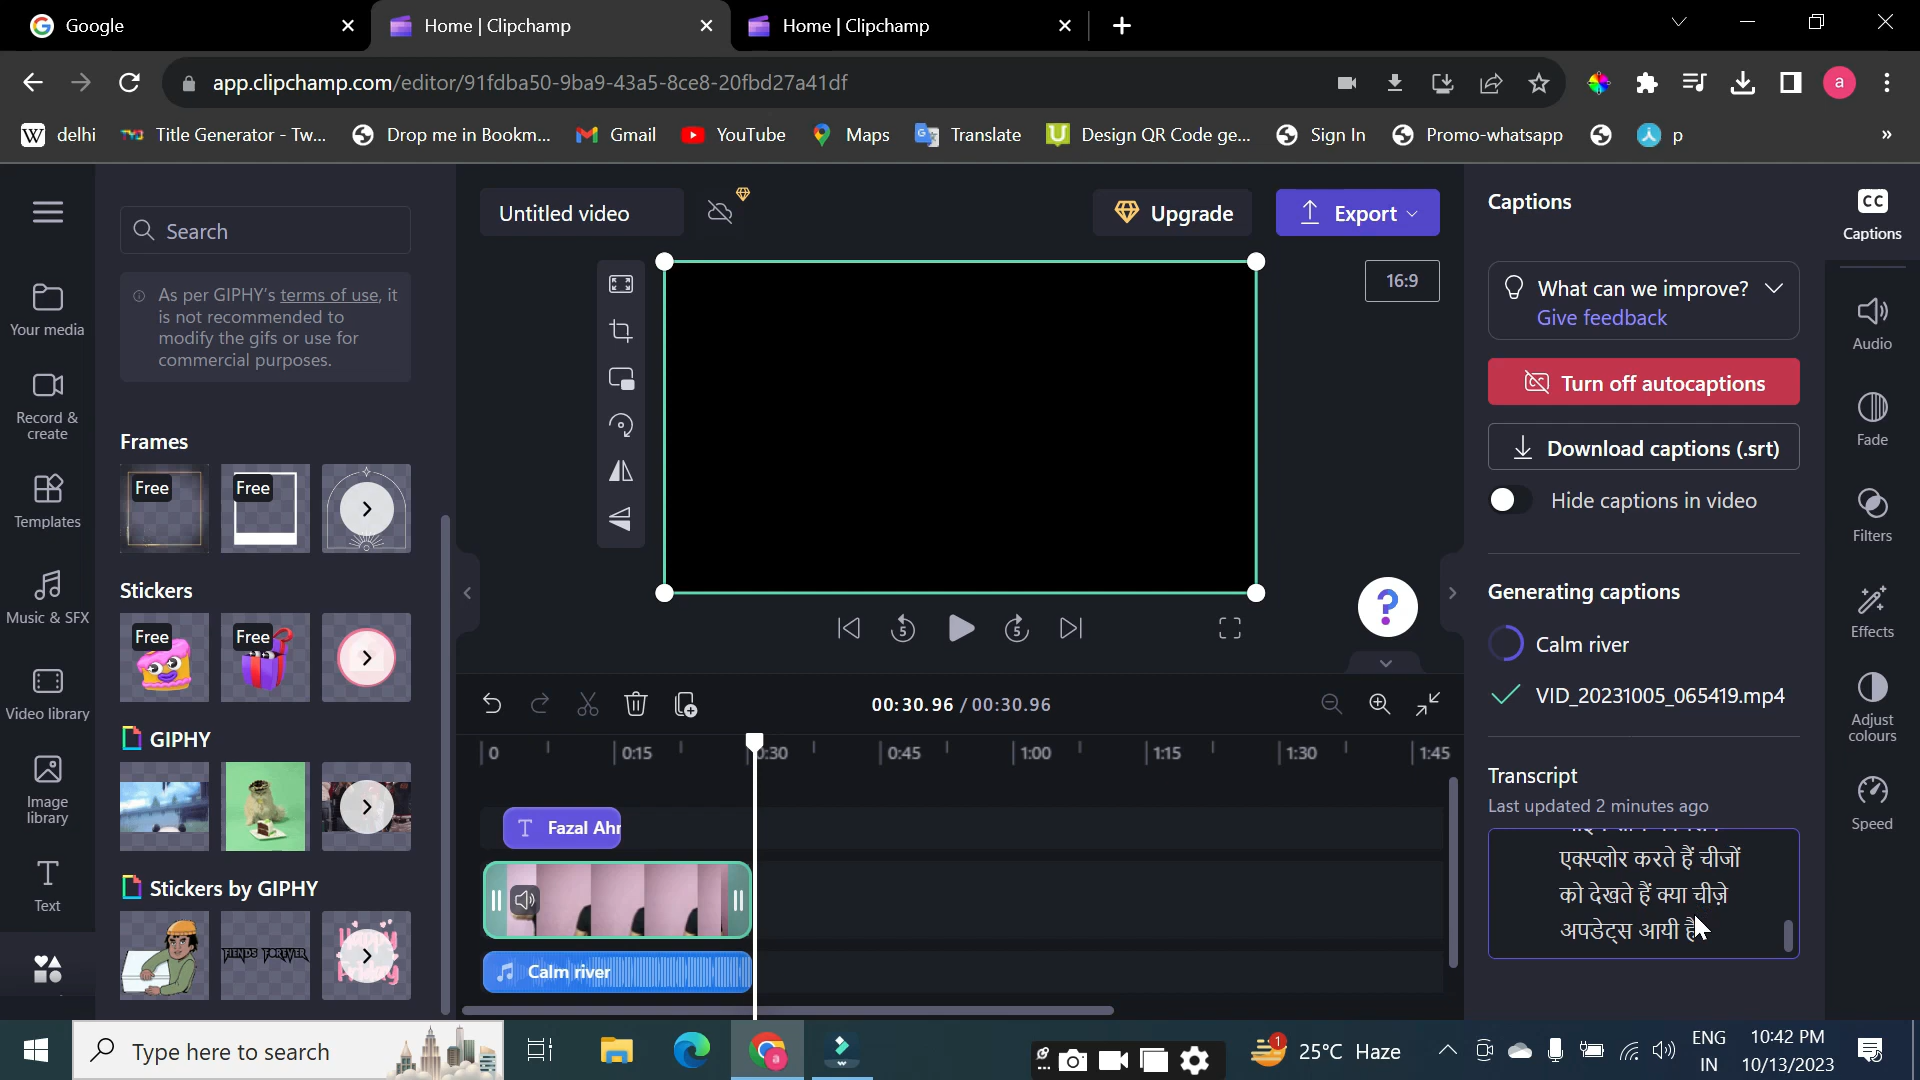 Google
Home | Clipchamp
Home | Clipchamp
app.clipchamp.com/editor/91fdba50-9ba9-43a5-8ce8-20fbd27a41df
a
W delhi
Title Generator - Tw...
Drop me in Bookm...
Gmail
YouTube
Maps
Translate
Design QR Code ge...
Sign In
Promo-whatsapp
p
»
Your media
Record &
create
Templates
Music & SFX
Video library
Image
library
Text
Search
As per GIPHY's terms of use, it
is not recommended to
modify the gifs or use for
commercial purposes.
Frames
Free
Free
Stickers
Free
Free
GIPHY
Stickers by GIPHY
FRIENDS FOREVER
HAPPY
FRIDAY
Untitled video
Upgrade
Export
16:9
5
5
?
00:30.96 / 00:30.96
0
0:15
0:30
0:45
1:00
1:15
1:30
1:45
T Fazal Ahr
Calm river
Captions
What can we improve?
Give feedback
Turn off autocaptions
Download captions (.srt)
Hide captions in video
Generating captions
Calm river
VID_20231005_065419.mp4
Transcript
Last updated 2 minutes ago
एक्स्प्लोर करते हैं चीजों
को देखते हैं क्या चीज़े
अपडेट्स आयी है
CC
Captions
Audio
Fade
Filters
Effects
Adjust
colours
Speed
Type here to search
a
1
25°C Haze
ENG
IN
10:42 PM
10/13/2023